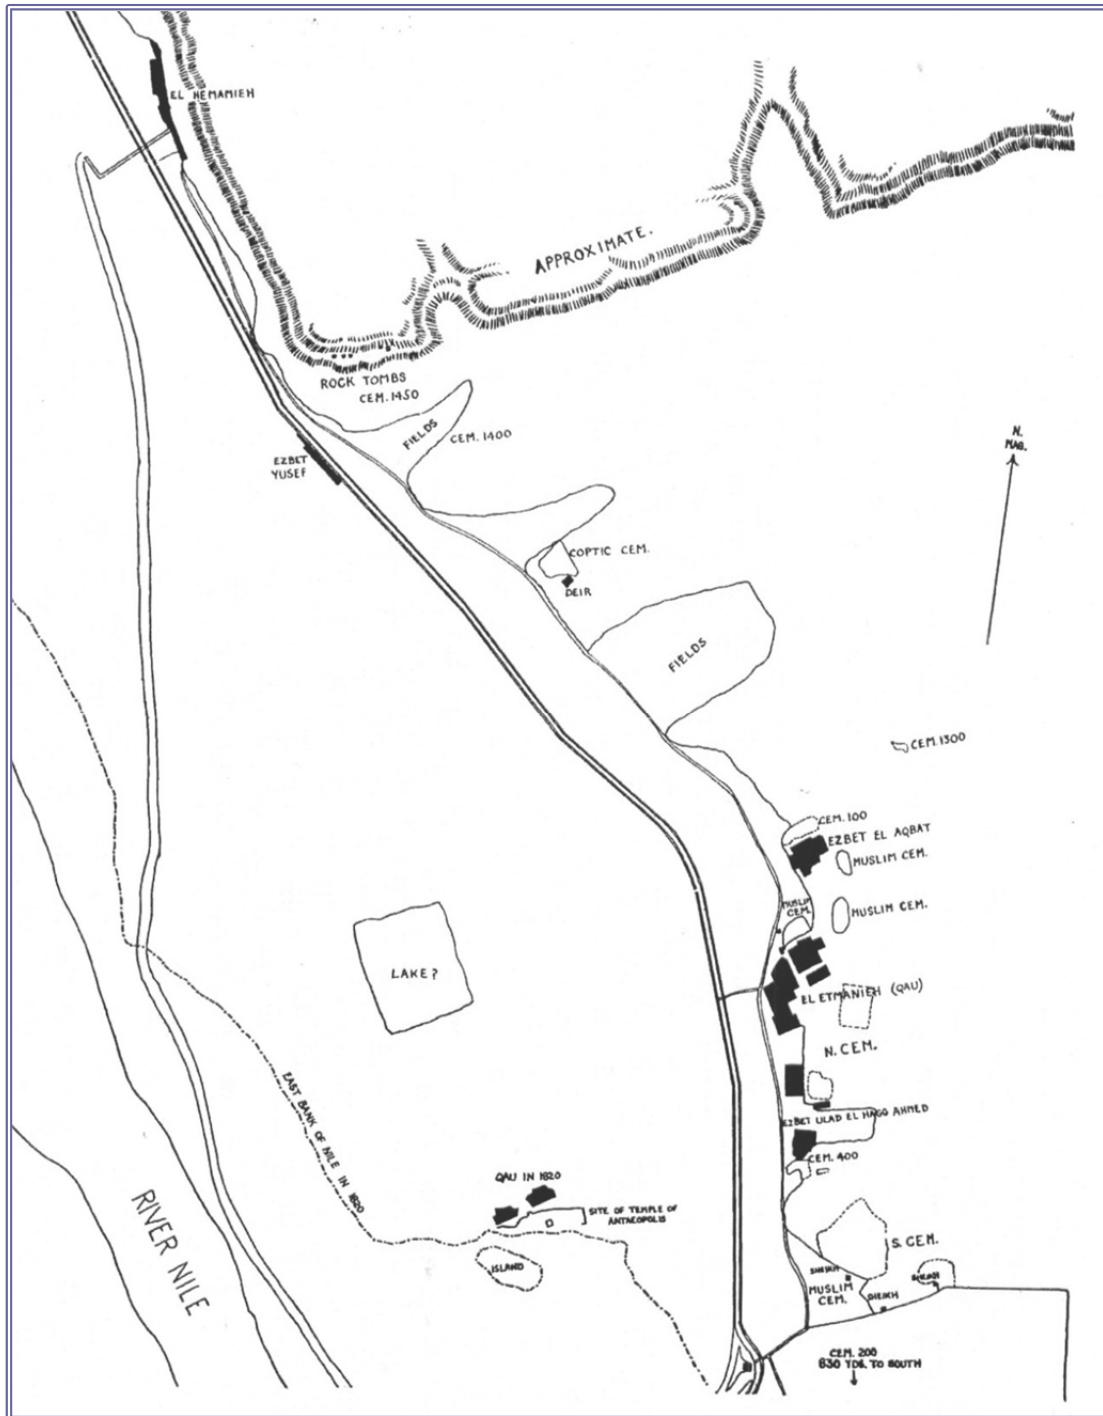 EL HEMAMIEH
APPROXIMATE.
ROCK TOMBS
CEM. 1450
FIELDS
CEM. 1400
N.
MAG.
EZBET
YUSEF
COPTIC CEM.
DEIR
FIELDS
CEM. 1300
CEM. 100
EZBET EL AQBAT
MUSLIM CEM.
MUSLIM
CEM.
MUSLIM CEM.
LAKE?
EL ETMANIEH (QAU)
N. CEM.
EAST BANK OF NILE IN 1820
EZBET ULAD EL HAGG AHMED
CEM. 400
RIVER NILE
QAU IN 1820
SITE OF TEMPLE OF
ANTAEOPOLIS
ISLAND
S. CEM.
SHEIKH
SHEIKH
MUSLIM
CEM.
SHEIKH
CEM. 200
830 YDS. TO SOUTH